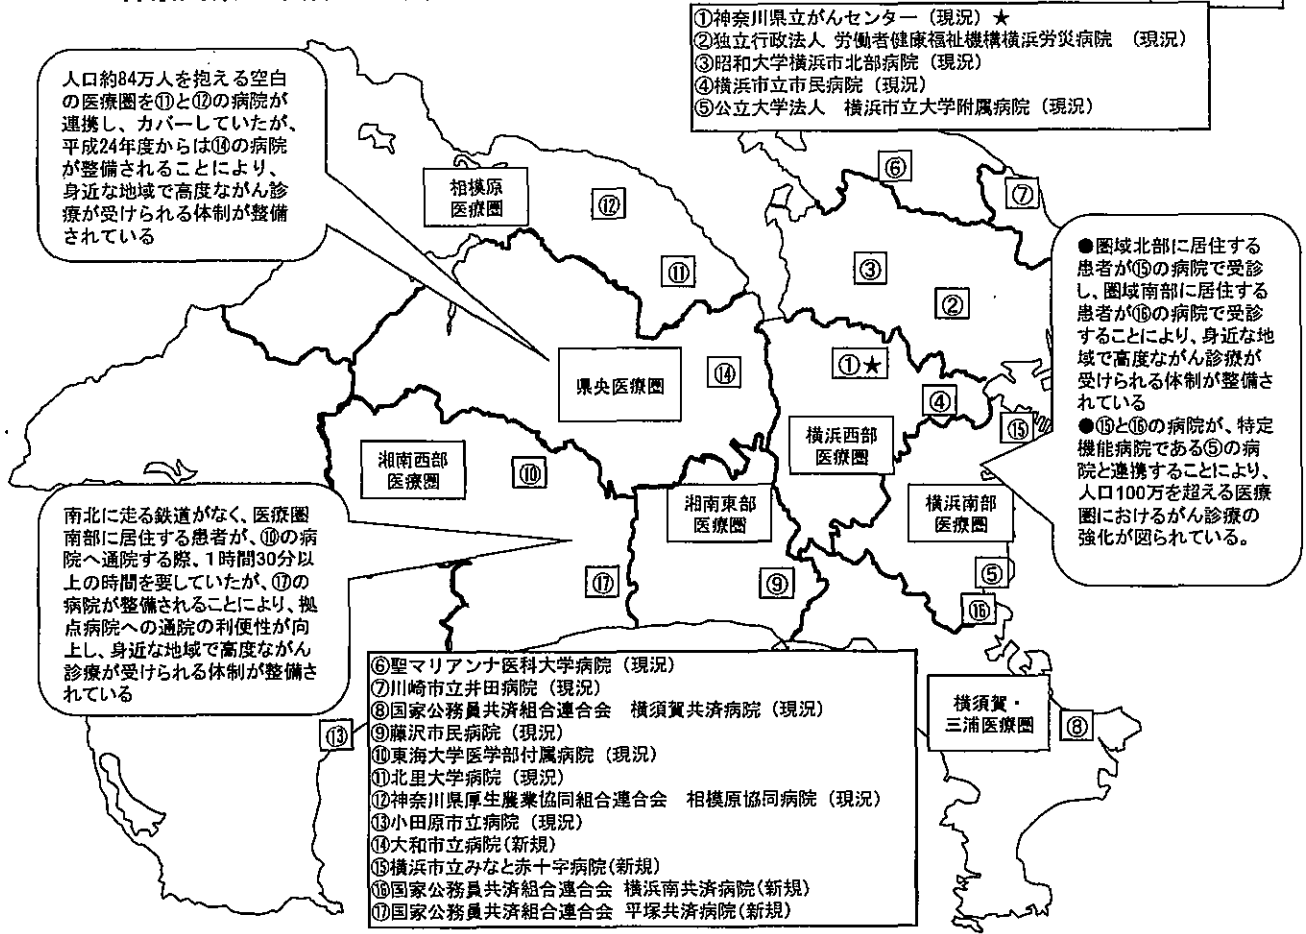 ①神奈川県立がんセンター（現況）★
②独立行政法人 労働者健康福祉機構横浜労災病院 （現況）
③昭和大学横浜市北部病院（現況）
④横浜市立市民病院（現況）
⑤公立大学法人 横浜市立大学附属病院（現況）
人口約84万人を抱える空白
の医療圏を⑪と⑫の病院が
連携し、カバーしていたが、
平成24年度からは⑭の病院
が整備されることにより、
身近な地域で高度ながん診
療が受けられる体制が整備
されている
相模原
医療圏
⑫
⑪
⑥
⑦
③
②
●圏域北部に居住する
患者が⑮の病院で受診
し、圏域南部に居住する
患者が⑯の病院で受診
することにより、身近な地
域で高度ながん診療が
受けられる体制が整備さ
れている
●⑮と⑯の病院が、特定
機能病院である⑤の病
院と連携することにより、
人口100万を超える医療
圏におけるがん診療の
強化が図られている。
県央医療圏
⑭
①★
④
⑮
横浜西部
医療圏
湘南西部
医療圏
⑩
湘南東部
医療圏
横浜南部
医療圏
南北に走る鉄道がなく、医療圏
南部に居住する患者が、⑩の病
院へ通院する際、1時間30分以
上の時間を要していたが、⑰の
病院が整備されることにより、拠
点病院への通院の利便性が向
上し、身近な地域で高度ながん
診療が受けられる体制が整備さ
れている
⑰
⑨
⑤
⑯
⑬
横須賀・
三浦医療圏
⑧
⑥聖マリアンナ医科大学病院（現況）
⑦川崎市立井田病院（現況）
⑧国家公務員共済組合連合会 横須賀共済病院（現況）
⑨藤沢市民病院（現況）
⑩東海大学医学部付属病院（現況）
⑪北里大学病院（現況）
⑫神奈川県厚生農業協同組合連合会 相模原協同病院（現況）
⑬小田原市立病院（現況）
⑭大和市立病院（新規）
⑮横浜市立みなと赤十字病院（新規）
⑯国家公務員共済組合連合会 横浜南共済病院（新規）
⑰国家公務員共済組合連合会 平塚共済病院（新規）